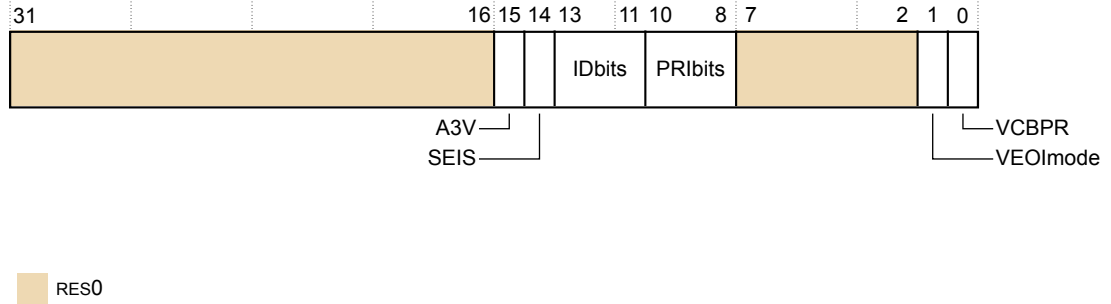 31 16 15 14 13 11 10 8 7 2 1 0
IDbits PRIbits
A3V VCBPR
SEIS VEOImode
RES0